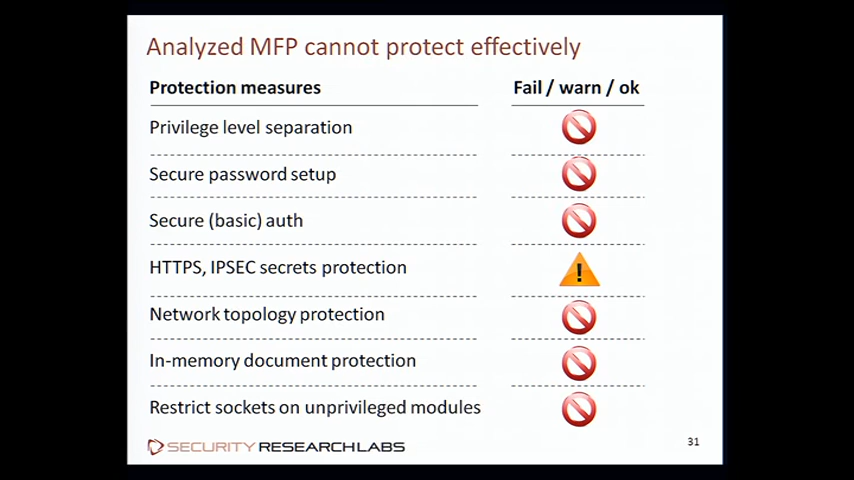 Analyzed MFP cannot protect effectively
Protection measures Fail / warn / ok
Privilege level separation
Secure password setup
Secure (basic) auth
HTTPS, IPSEC secrets protection
!
Network topology protection
In-memory document protection
Restrict sockets on unprivileged modules
SECURITY RESEARCH LABS
31